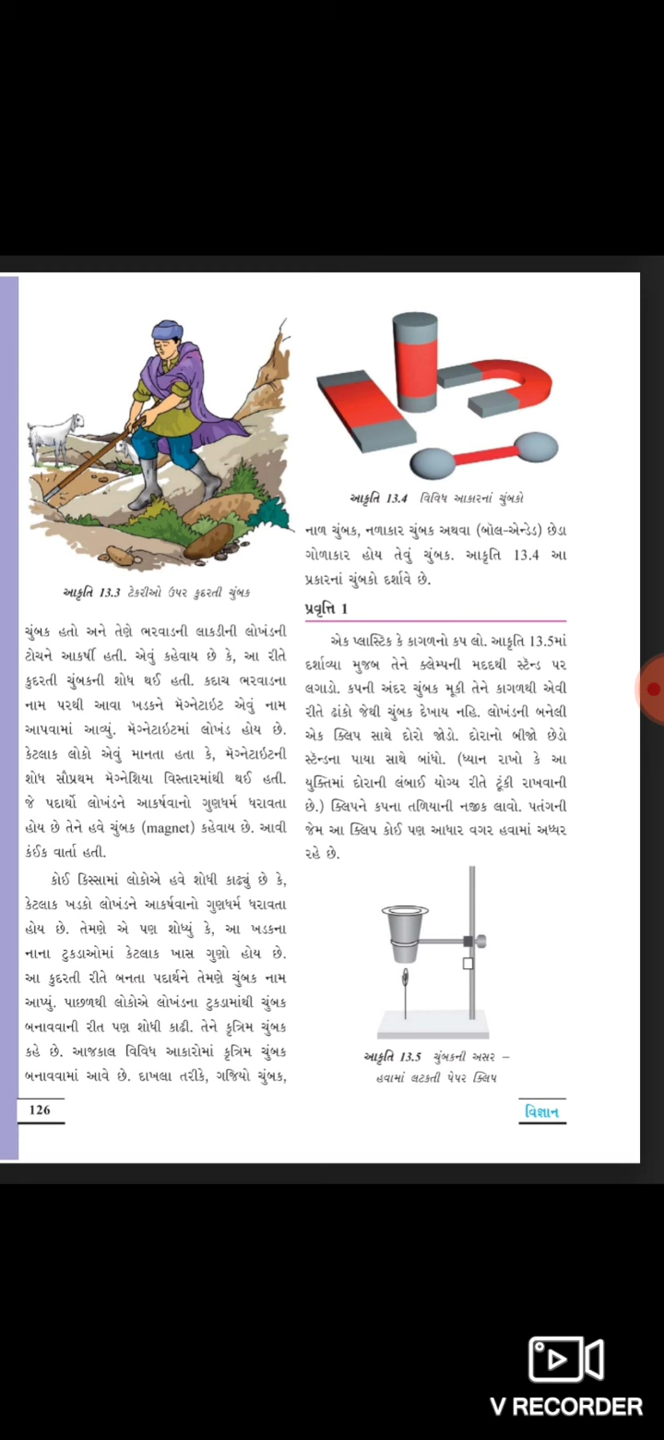 આકૃતિ 13.3 ટેકરીઓ ઉપર કુદરતી ચુંબક
ચુંબક હતો અને તેણે ભરવાડની લાકડીની લોખંડની
ટોચને આકર્ષી હતી. એવું કહેવાય છે કે, આ રીતે
કુદરતી ચુંબકની શોધ થઈ હતી. કદાચ ભરવાડના
નામ પરથી આવા ખડકને મૅગ્નેટાઇટ એવું નામ
આપવામાં આવ્યું. મૅગ્નેટાઇટમાં લોખંડ હોય છે.
કેટલાક લોકો એવું માનતા હતા કે, મૅગ્નેટાઇટની
શોધ સૌપ્રથમ મૅગ્નેશિયા વિસ્તારમાંથી થઈ હતી.
જે પદાર્થો લોખંડને આકર્ષવાનો ગુણધર્મ ધરાવતા
હોય છે તેને હવે ચુંબક (magnet) કહેવાય છે. આવી
કંઈક વાર્તા હતી.
કોઈ કિસ્સામાં લોકોએ હવે શોધી કાઢ્યું છે કે,
કેટલાક ખડકો લોખંડને આકર્ષવાનો ગુણધર્મ ધરાવતા
હોય છે. તેમણે એ પણ શોધ્યું કે, આ ખડકના
નાના ટુકડાઓમાં કેટલાક ખાસ ગુણો હોય છે.
આ કુદરતી રીતે બનતા પદાર્થને તેમણે ચુંબક નામ
આપ્યું. પાછળથી લોકોએ લોખંડના ટુકડામાંથી ચુંબક
બનાવવાની રીત પણ શોધી કાઢી. તેને કૃત્રિમ ચુંબક
કહે છે. આજકાલ વિવિધ આકારોમાં કૃત્રિમ ચુંબક
બનાવવામાં આવે છે. દાખલા તરીકે, ગજિયો ચુંબક,
આકૃતિ 13.4 વિવિધ આકારનાં ચુંબકો
નાળ ચુંબક, નળાકાર ચુંબક અથવા (બૉલ-એન્ડેડ) છેડા
ગોળાકાર હોય તેવું ચુંબક. આકૃતિ 13.4 આ
પ્રકારનાં ચુંબકો દર્શાવે છે.
પ્રવૃત્તિ 1
એક પ્લાસ્ટિક કે કાગળનો કપ લો. આકૃતિ 13.5માં
દર્શાવ્યા મુજબ તેને ક્લૅમ્પની મદદથી સ્ટૅન્ડ પર
લગાડો. કપની અંદર ચુંબક મૂકી તેને કાગળથી એવી
રીતે ઢાંકો જેથી ચુંબક દેખાય નહિ. લોખંડની બનેલી
એક ક્લિપ સાથે દોરો જોડો. દોરાનો બીજો છેડો
સ્ટૅન્ડના પાયા સાથે બાંધો. (ધ્યાન રાખો કે આ
યુક્તિમાં દોરાની લંબાઈ યોગ્ય રીતે ટૂંકી રાખવાની
છે.) ક્લિપને કપના તળિયાની નજીક લાવો. પતંગની
જેમ આ ક્લિપ કોઈ પણ આધાર વગર હવામાં અધ્ધર
રહે છે.
આકૃતિ 13.5 ચુંબકની અસર –
હવામાં લટકતી પેપર ક્લિપ
126
વિજ્ઞાન
V RECORDER